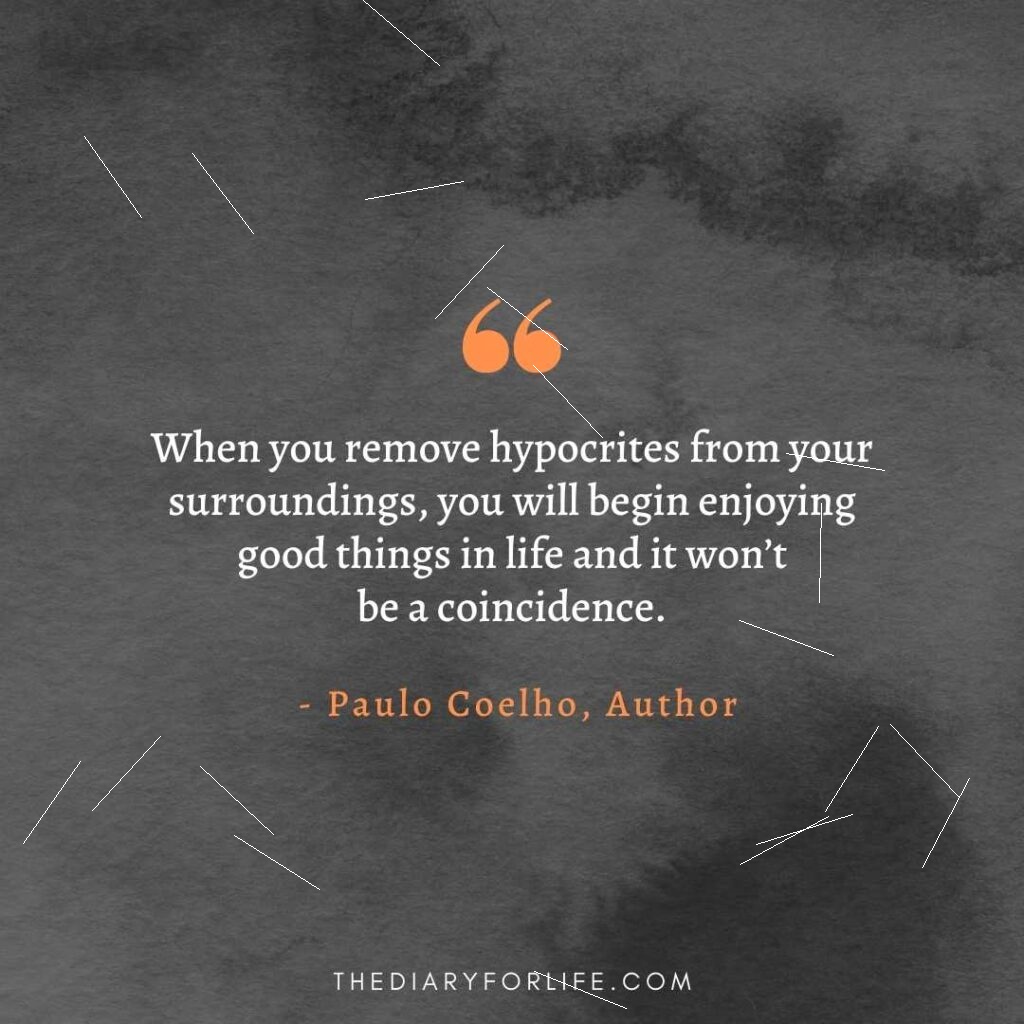 When you remove hypocrites from your
surroundings, you will begin enjoying
good things in life and it won’t
be a coincidence.
- Paulo Coelho, Author
THEDIARYFORLIFE.COM